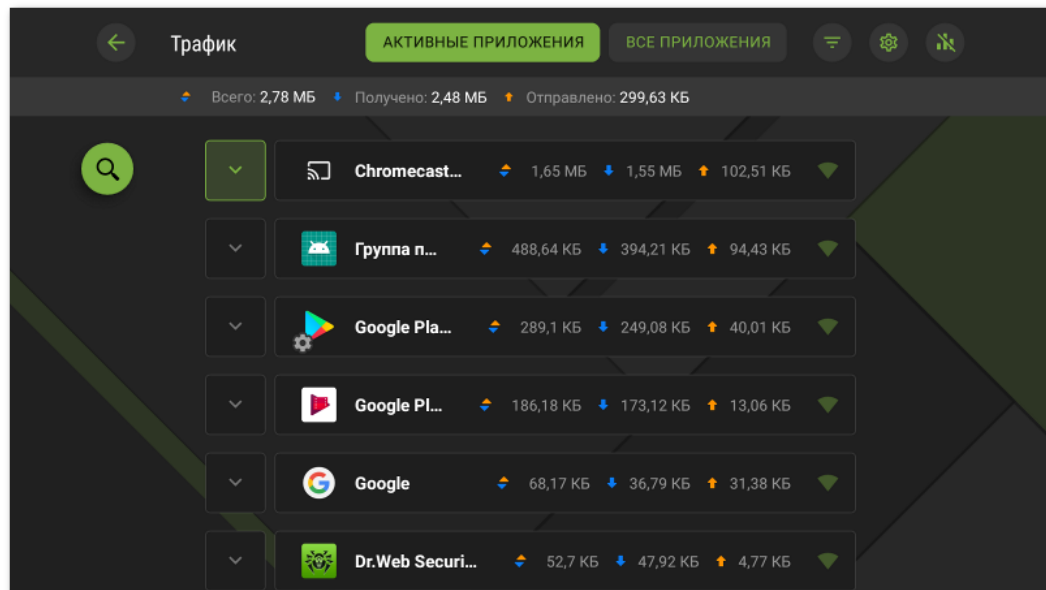 Трафик АКТИВНЫЕ ПРИЛОЖЕНИЯ ВСЕ ПРИЛОЖЕНИЯ
Всего: 2,78 МБ Получено: 2,48 МБ Отправлено: 299,63 КБ
Chromecast... 1,65 МБ 1,55 МБ 102,51 КБ
Группа п... 488,64 КБ 394,21 КБ 94,43 КБ
Google Pla... 289,1 КБ 249,08 КБ 40,01 КБ
Google Pl... 186,18 КБ 173,12 КБ 13,06 КБ
Google 68,17 КБ 36,79 КБ 31,38 КБ
Dr.Web Securi... 52,7 КБ 47,92 КБ 4,77 КБ